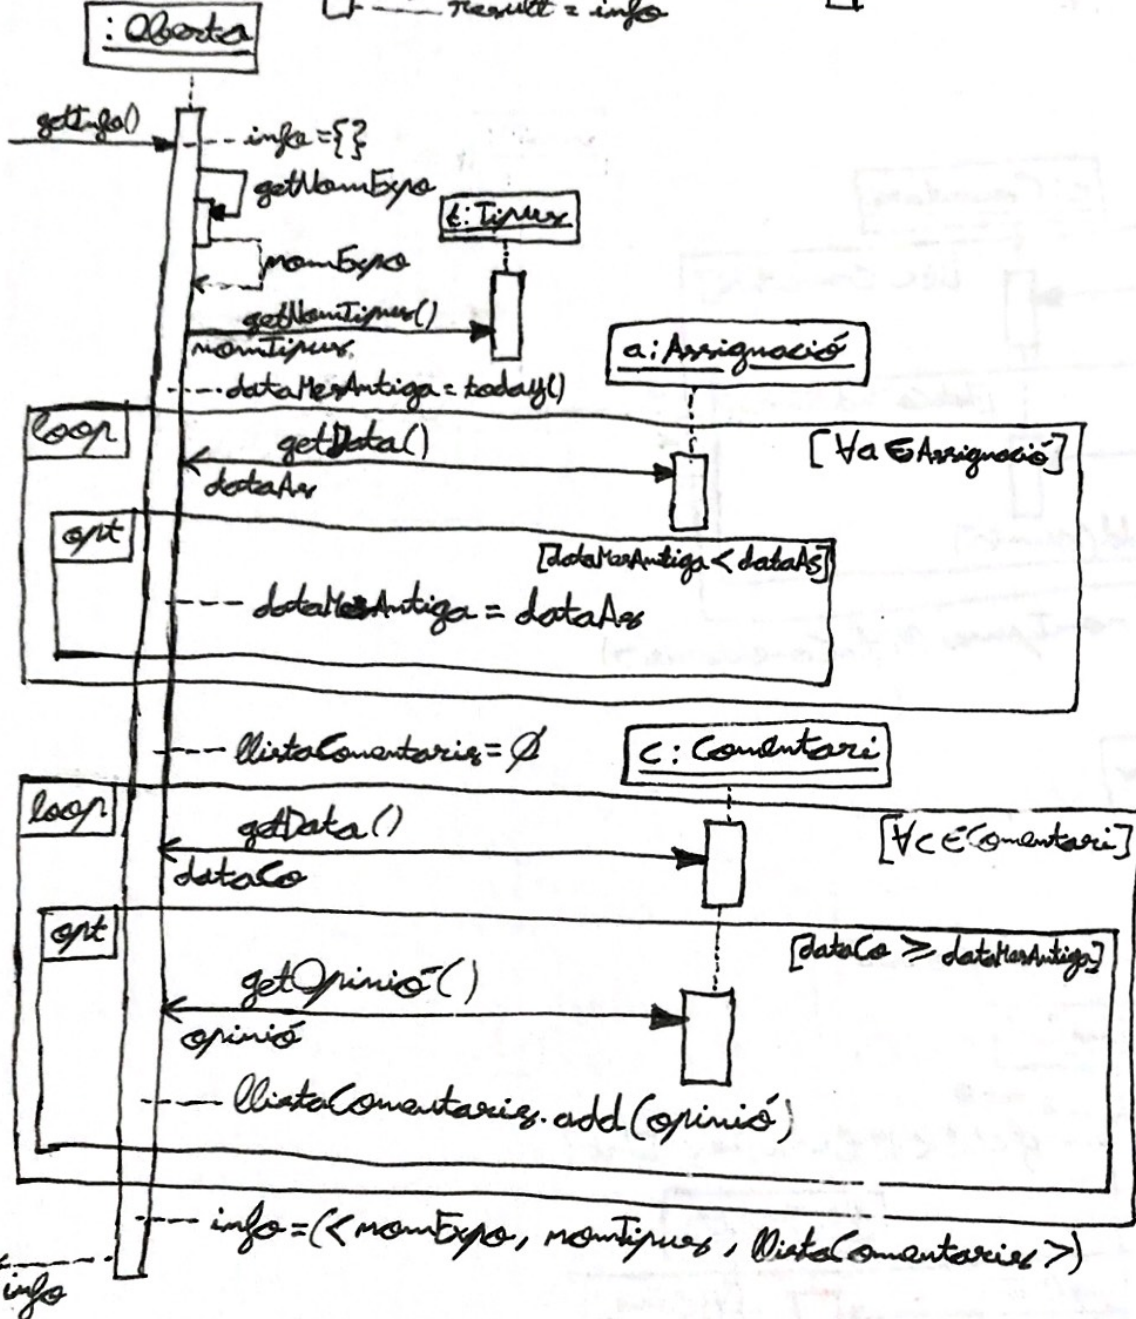 result = info
: Oberta
getInfo()
info = {}
getNomExpo
t: Tipus
nomExpo
getNomTipus()
nomTipus
a: Assignació
dataMesAntiga = today()
loop
getData()
[∀a ∈ Assignació]
dataAs
opt
[dataMesAntiga < dataAs]
dataMesAntiga = dataAs
llistaComentaris = ∅
c: Comentari
loop
getData()
[∀c ∈ Comentari]
dataCo
opt
[dataCo ≥ dataMesAntiga]
getOpinió()
opinió
llistaComentaris.add(opinió)
info = (<nomExpo, nomTipus, llistaComentaris>)
info